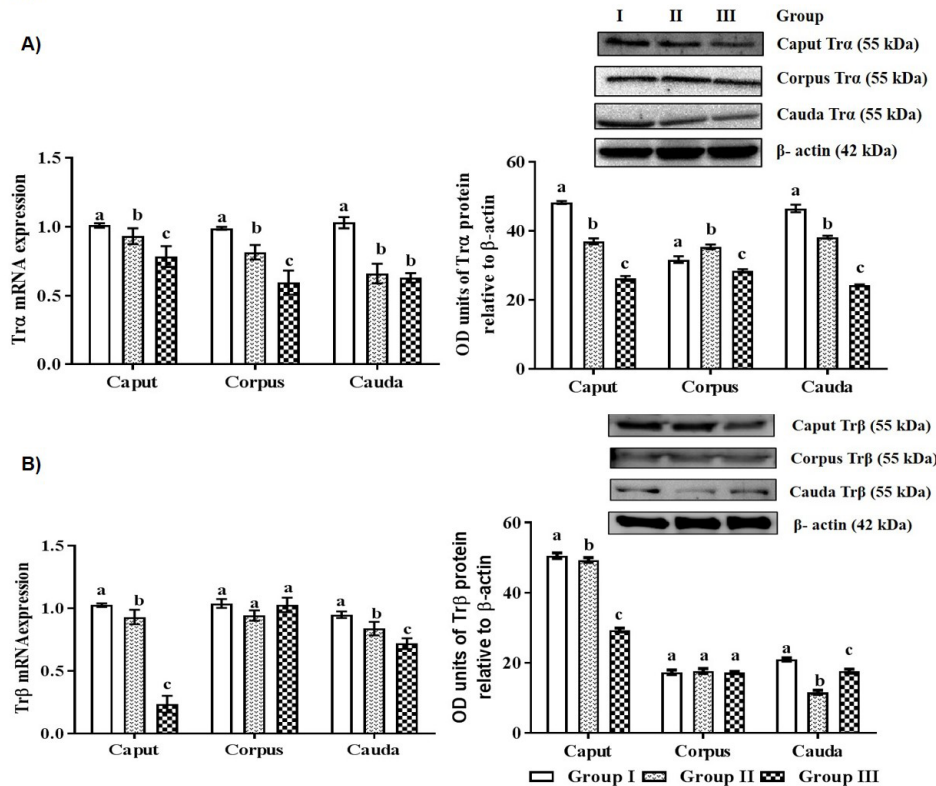 A)
I II III Group
Caput Trα (55 kDa)
Corpus Trα (55 kDa)
Cauda Trα (55 kDa)
β- actin (42 kDa)
Trα mRNA expression
1.5
1.0
0.5
0.0
a b c
a b c
a b b
Caput Corpus Cauda
OD units of Trα protein
relative to β-actin
60
40
20
0
a b c
a b c
a b c
Caput Corpus Cauda
B)
Caput Trβ (55 kDa)
Corpus Trβ (55 kDa)
Cauda Trβ (55 kDa)
β- actin (42 kDa)
Trβ mRNAexpression
1.5
1.0
0.5
0.0
a b c
a a a
a b c
Caput Corpus Cauda
OD units of Trβ protein
relative to β-actin
60
40
20
0
a b c
a a a
a b c
Caput Corpus Cauda
Group I Group II Group III